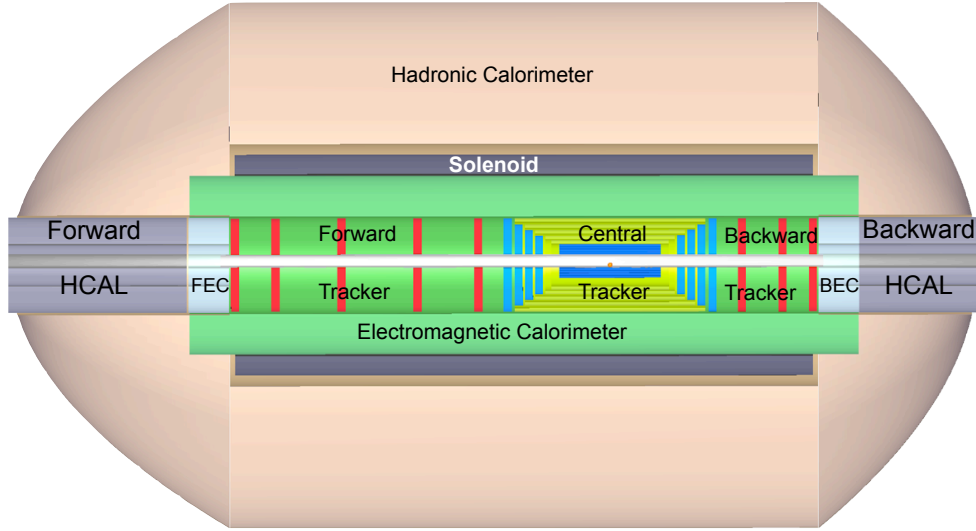 Hadronic Calorimeter
Solenoid
Forward
Forward
Central
Backward
Backward
HCAL
FEC
Tracker
Tracker
Tracker
BEC
HCAL
Electromagnetic Calorimeter